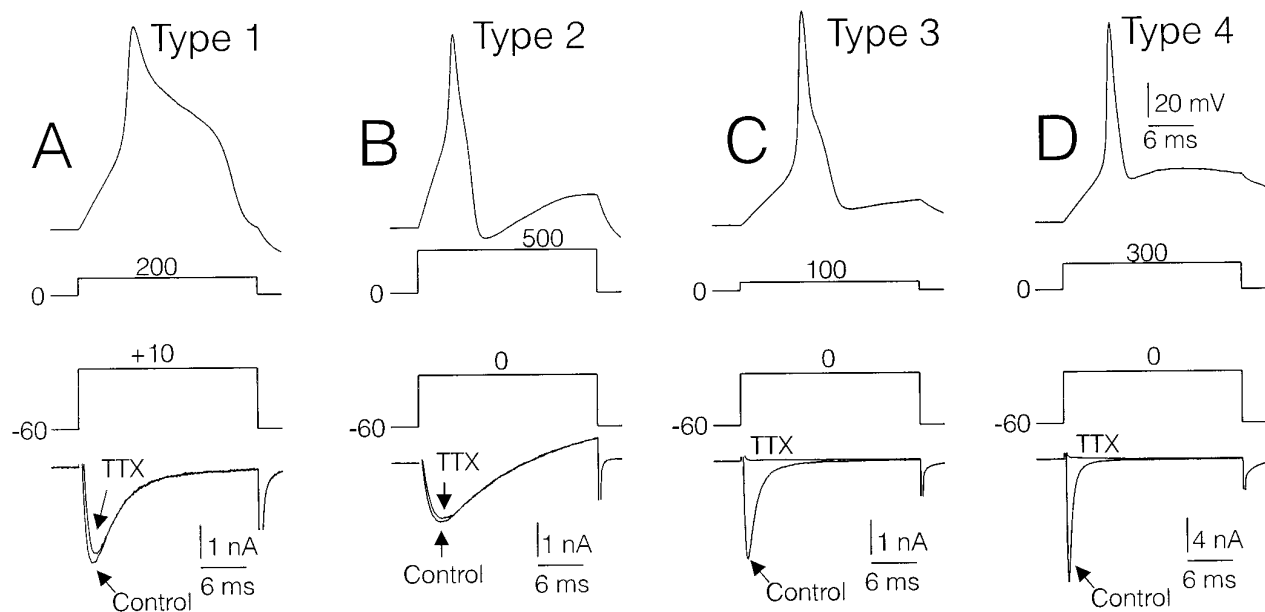 Type 1
Type 2
Type 3
Type 4
A
B
C
D
20 mV
6 ms
200
500
100
300
0
0
0
0
+10
0
0
0
-60
-60
-60
-60
TTX
TTX
TTX
TTX
Control
Control
Control
Control
1 nA
6 ms
1 nA
6 ms
1 nA
6 ms
4 nA
6 ms